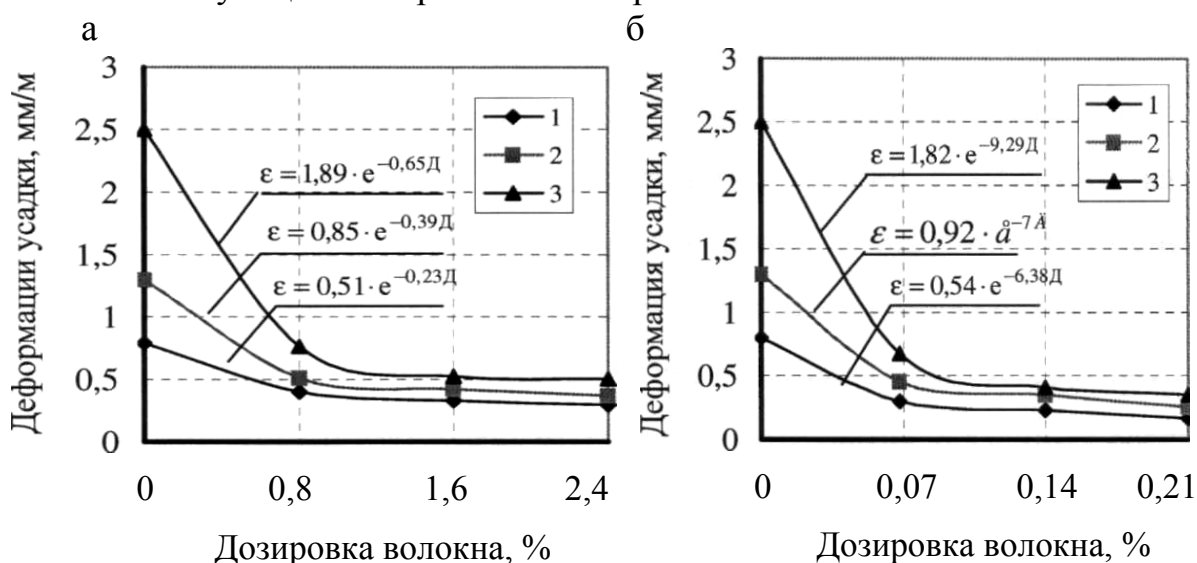 а
3
2,5
2
1,5
1
0,5
0
Деформации усадки, мм/м
1
2
3
ε = 1,89 · e^−0,65Д
ε = 0,85 · e^−0,39Д
ε = 0,51 · e^−0,23Д
0 0,8 1,6 2,4
Дозировка волокна, %
б
3
2,5
2
1,5
1
0,5
0
Деформация усадки, мм/м
1
2
3
ε = 1,82 · e^−9,29Д
ε = 0,92 · å^−7 Ä
ε = 0,54 · e^−6,38Д
0 0,07 0,14 0,21
Дозировка волокна, %